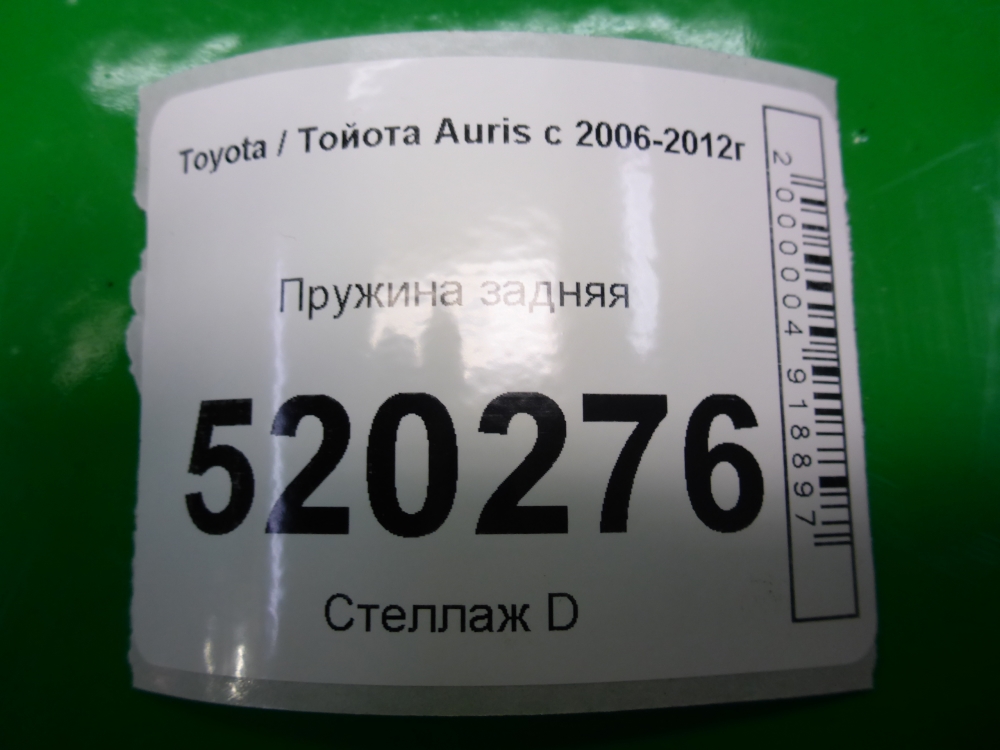 Toyota / Тойота Auris с 2006-2012г
Пружина задняя
520276
Стеллаж D
2000004918897